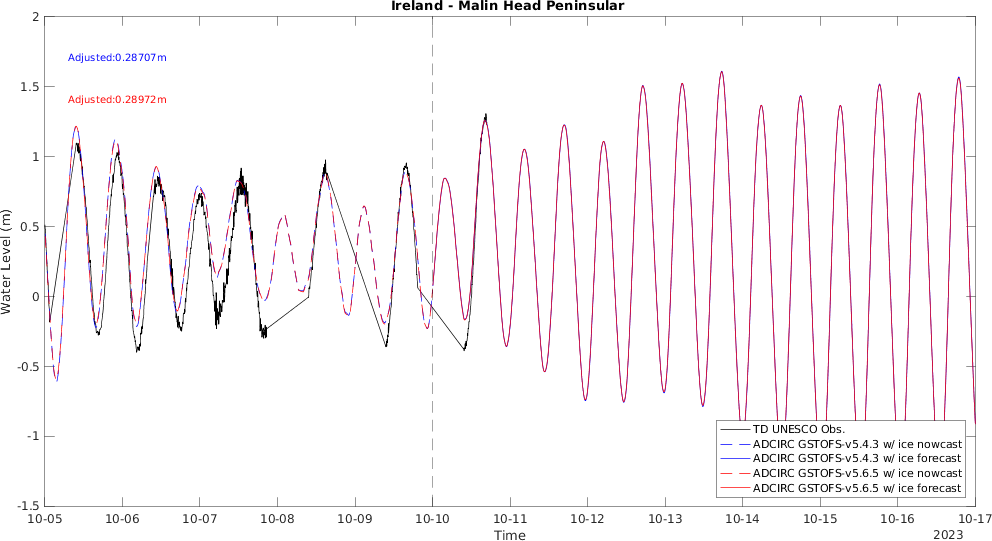 Ireland - Malin Head Peninsular
Adjusted:0.28707m
Adjusted:0.28972m
Water Level (m)
2
1.5
1
0.5
0
-0.5
-1
-1.5
TD UNESCO Obs.
ADCIRC GSTOFS-v5.4.3 w/ ice nowcast
ADCIRC GSTOFS-v5.4.3 w/ ice forecast
ADCIRC GSTOFS-v5.6.5 w/ ice nowcast
ADCIRC GSTOFS-v5.6.5 w/ ice forecast
10-05 10-06 10-07 10-08 10-09 10-10 10-11 10-12 10-13 10-14 10-15 10-16 10-17
Time
2023